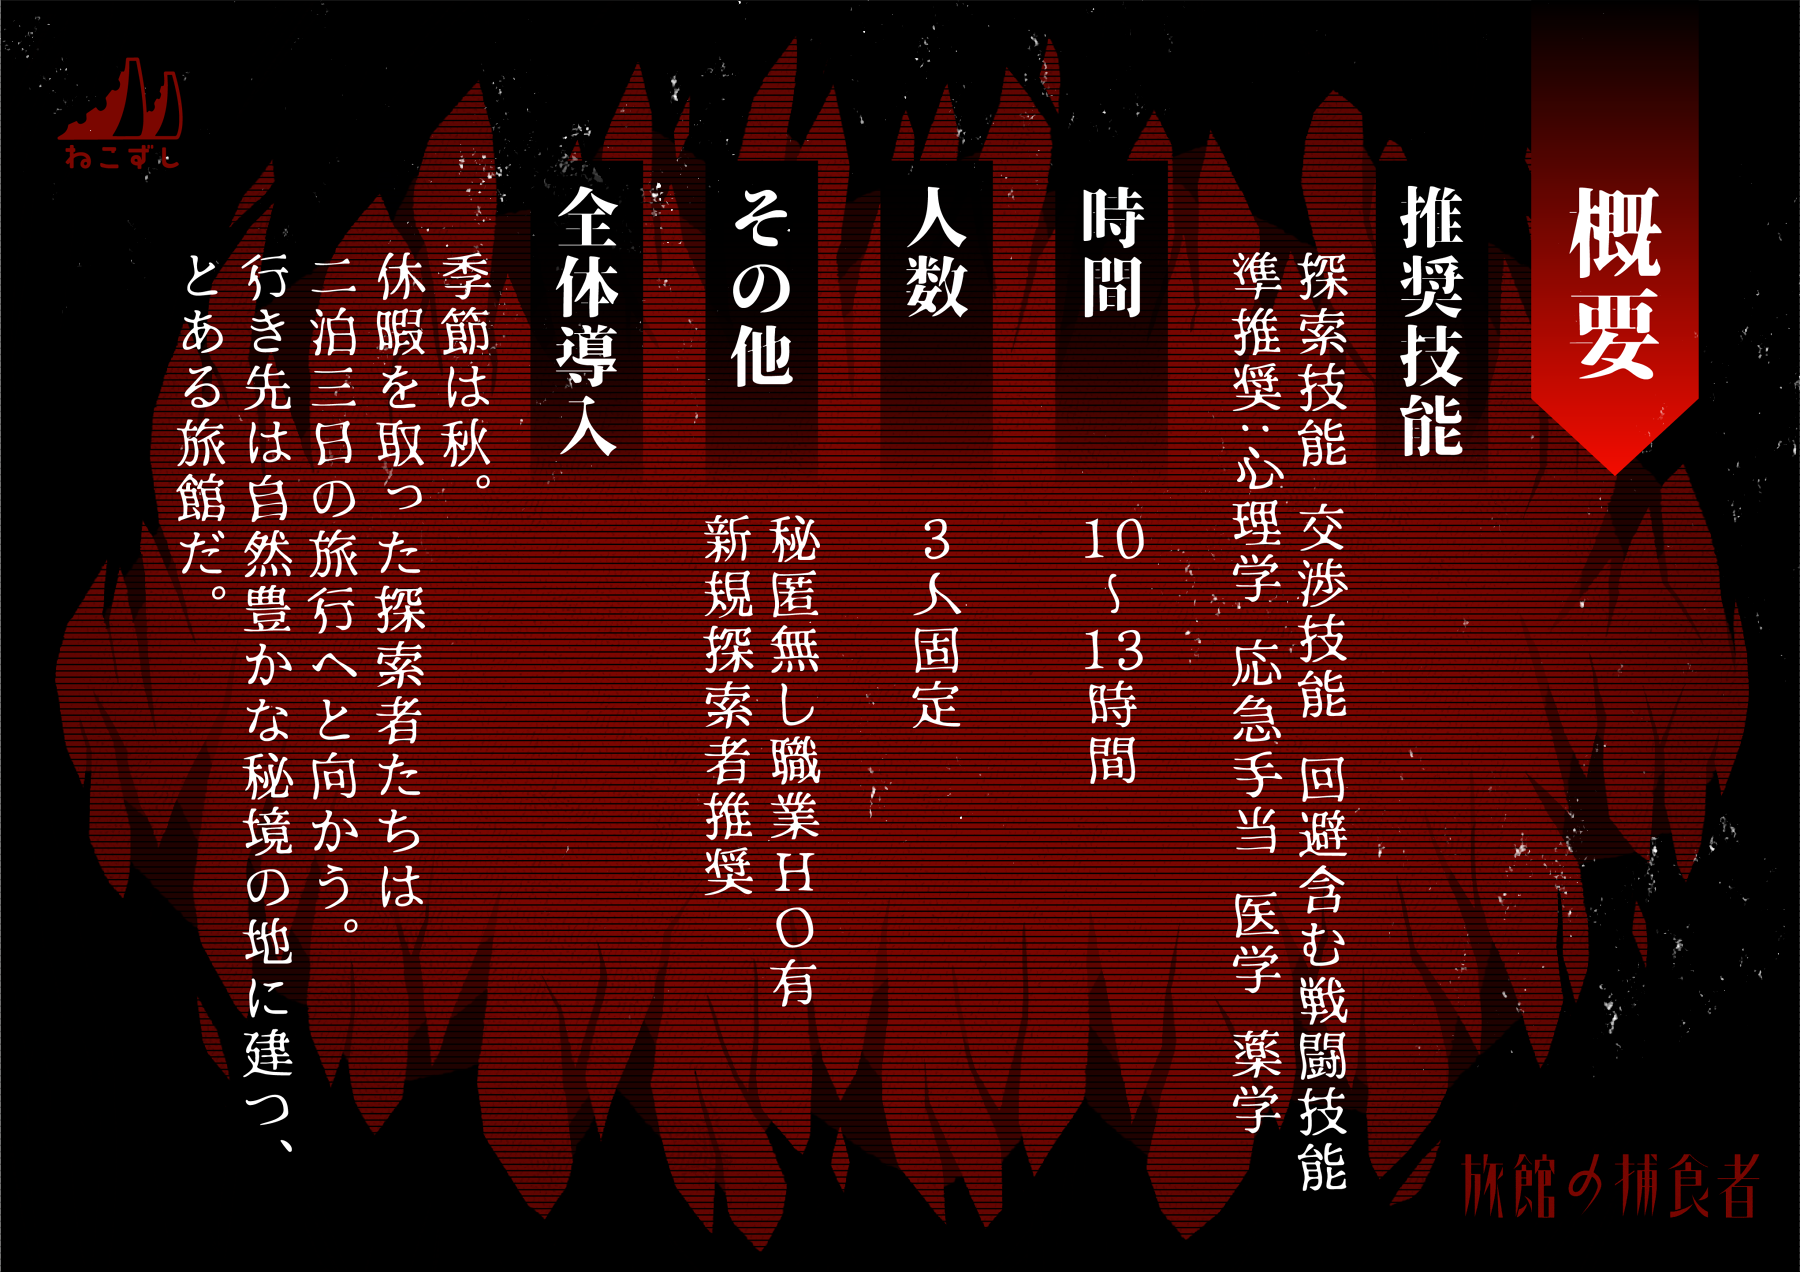 概要
推奨技能
探索技能 交渉技能 回避含む戦闘技能
準推奨:心理学 応急手当 医学 薬学
時間
10～13時間
人数
3人固定
その他
秘匿無し職業HO有
新規探索者推奨
全体導入
季節は秋。
休暇を取った探索者たちは
二泊三日の旅行へと向かう。
行き先は自然豊かな秘境の地に建つ、
とある旅館だ。
ねこずし
旅館の捕食者